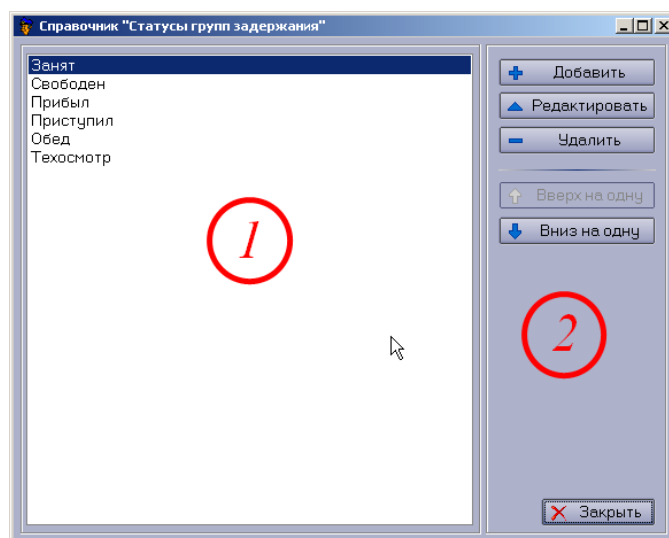 Справочник "Статусы групп задержания"
Занят
Свободен
Прибыл
Приступил
Обед
Техосмотр
1
Добавить
Редактировать
Удалить
Вверх на одну
Вниз на одну
2
Закрыть